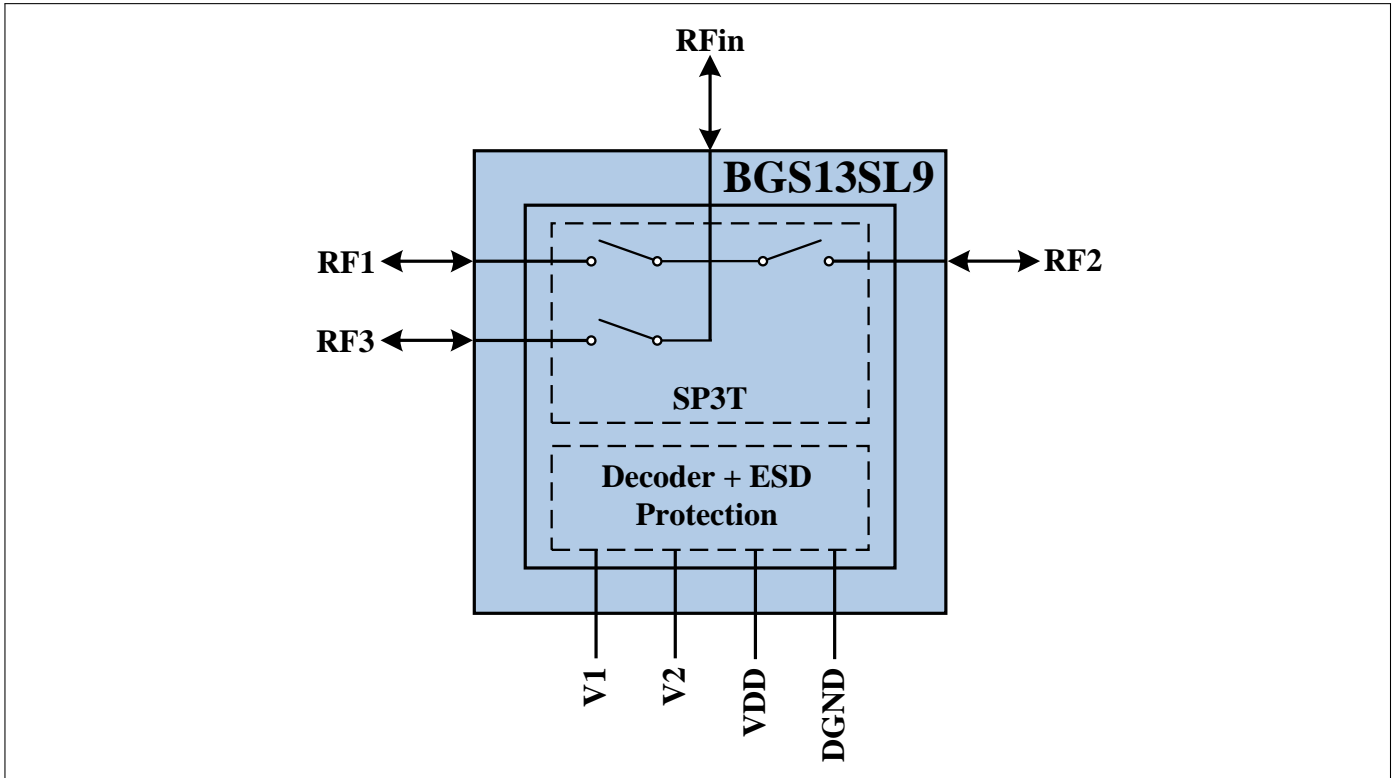 RFin
BGS13SL9
RF1
RF2
RF3
SP3T
Decoder + ESD
Protection
V1
V2
VDD
DGND